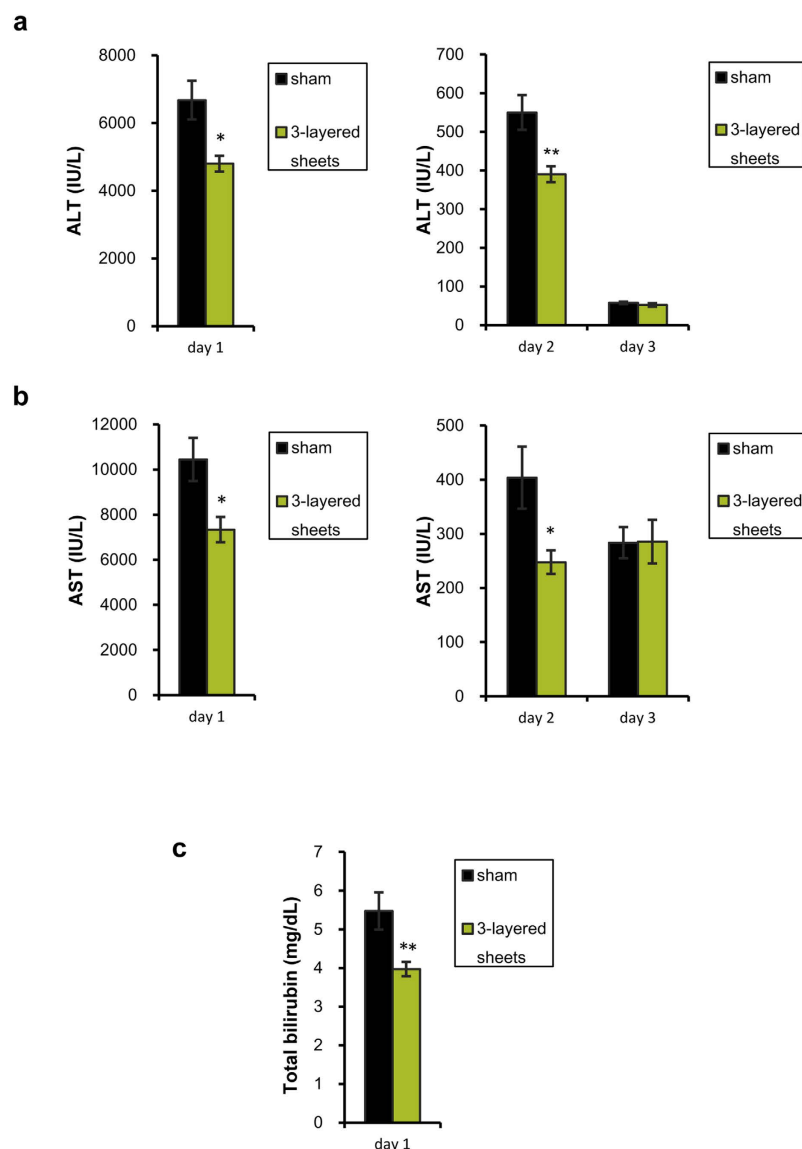 a
8000
6000
4000
2000
0
ALT (IU/L)
*
day 1
sham
3-layered
sheets
700
600
500
400
300
200
100
0
ALT (IU/L)
**
day 2
day 3
sham
3-layered
sheets
b
12000
10000
8000
6000
4000
2000
0
AST (IU/L)
*
day 1
sham
3-layered
sheets
500
400
300
200
100
0
AST (IU/L)
*
day 2
day 3
sham
3-layered
sheets
c
7
6
5
4
3
2
1
0
Total bilirubin (mg/dL)
**
day 1
sham
3-layered
sheets